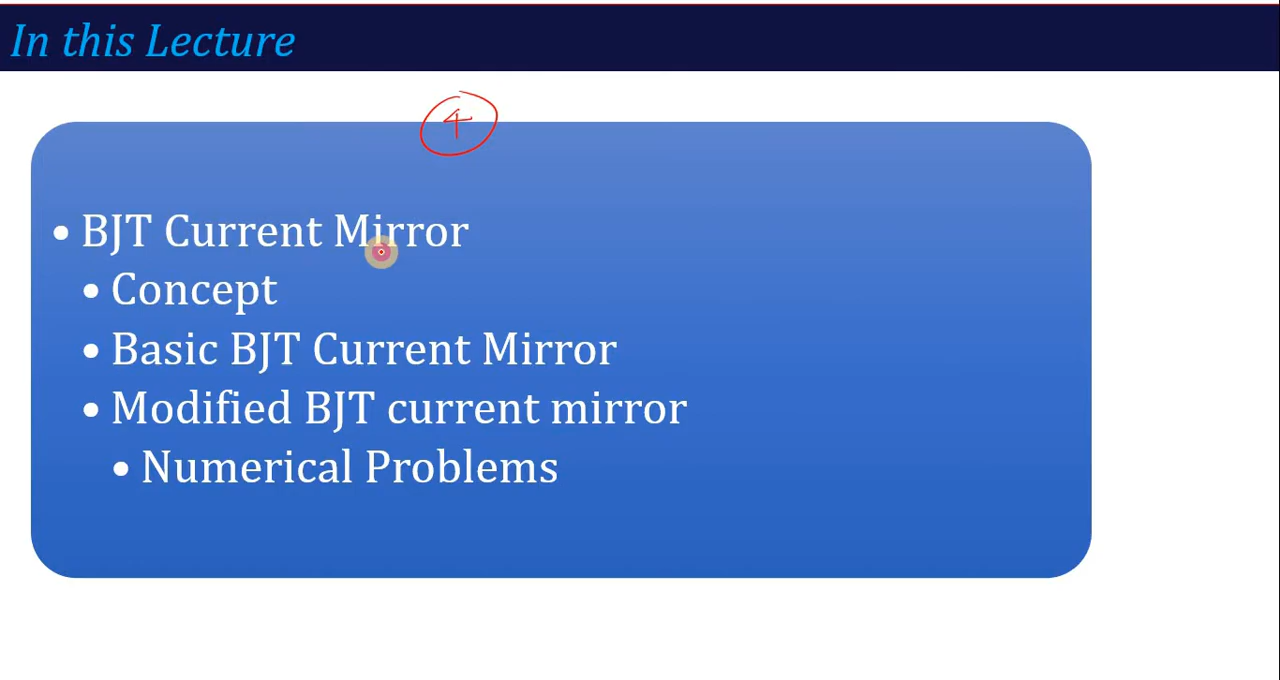 In this Lecture
4
• BJT Current Mirror
• Concept
• Basic BJT Current Mirror
• Modified BJT current mirror
• Numerical Problems